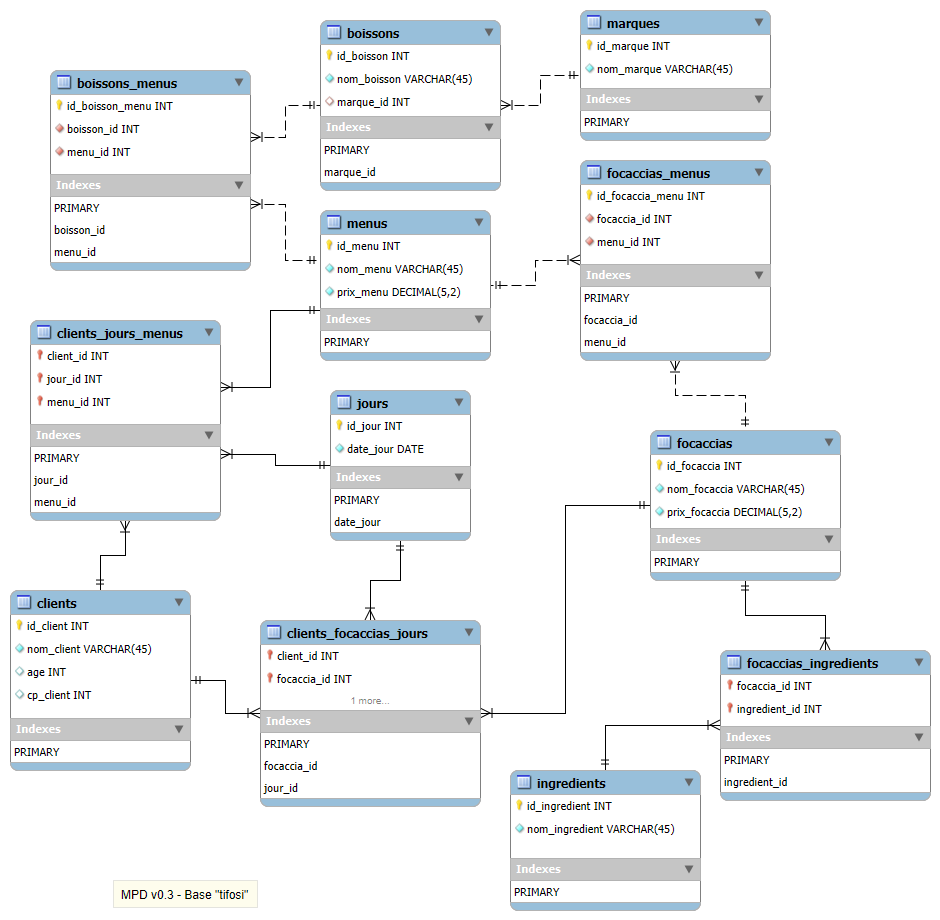 boissons
id_boisson INT
nom_boisson VARCHAR(45)
marque_id INT
Indexes
PRIMARY
marque_id
marques
id_marque INT
nom_marque VARCHAR(45)
Indexes
PRIMARY
boissons_menus
id_boisson_menu INT
boisson_id INT
menu_id INT
Indexes
PRIMARY
boisson_id
menu_id
menus
id_menu INT
nom_menu VARCHAR(45)
prix_menu DECIMAL(5,2)
Indexes
PRIMARY
focaccias_menus
id_focaccia_menu INT
focaccia_id INT
menu_id INT
Indexes
PRIMARY
focaccia_id
menu_id
clients_jours_menus
client_id INT
jour_id INT
menu_id INT
Indexes
PRIMARY
jour_id
menu_id
jours
id_jour INT
date_jour DATE
Indexes
PRIMARY
date_jour
focaccias
id_focaccia INT
nom_focaccia VARCHAR(45)
prix_focaccia DECIMAL(5,2)
Indexes
PRIMARY
clients
id_client INT
nom_client VARCHAR(45)
age INT
cp_client INT
Indexes
PRIMARY
clients_focaccias_jours
client_id INT
focaccia_id INT
1 more...
Indexes
PRIMARY
focaccia_id
jour_id
focaccias_ingredients
focaccia_id INT
ingredient_id INT
Indexes
PRIMARY
ingredient_id
ingredients
id_ingredient INT
nom_ingredient VARCHAR(45)
Indexes
PRIMARY
MPD v0.3 - Base "tifosi"